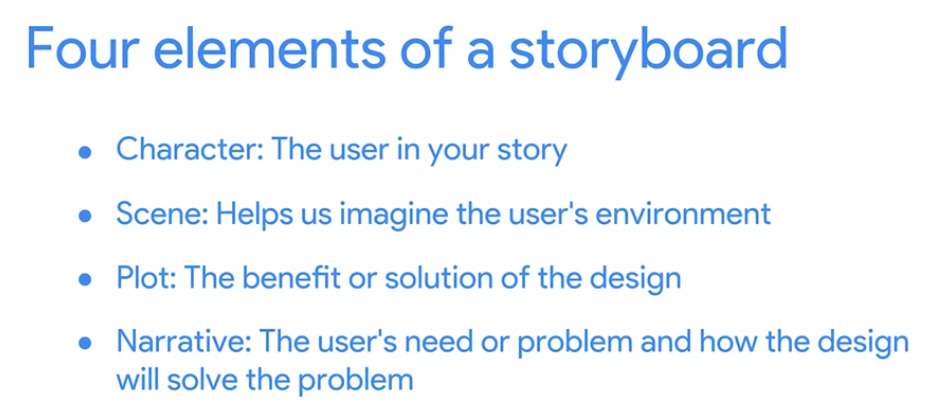 Four elements of a storyboard
● Character: The user in your story
● Scene: Helps us imagine the user's environment
● Plot: The benefit or solution of the design
● Narrative: The user's need or problem and how the design
will solve the problem